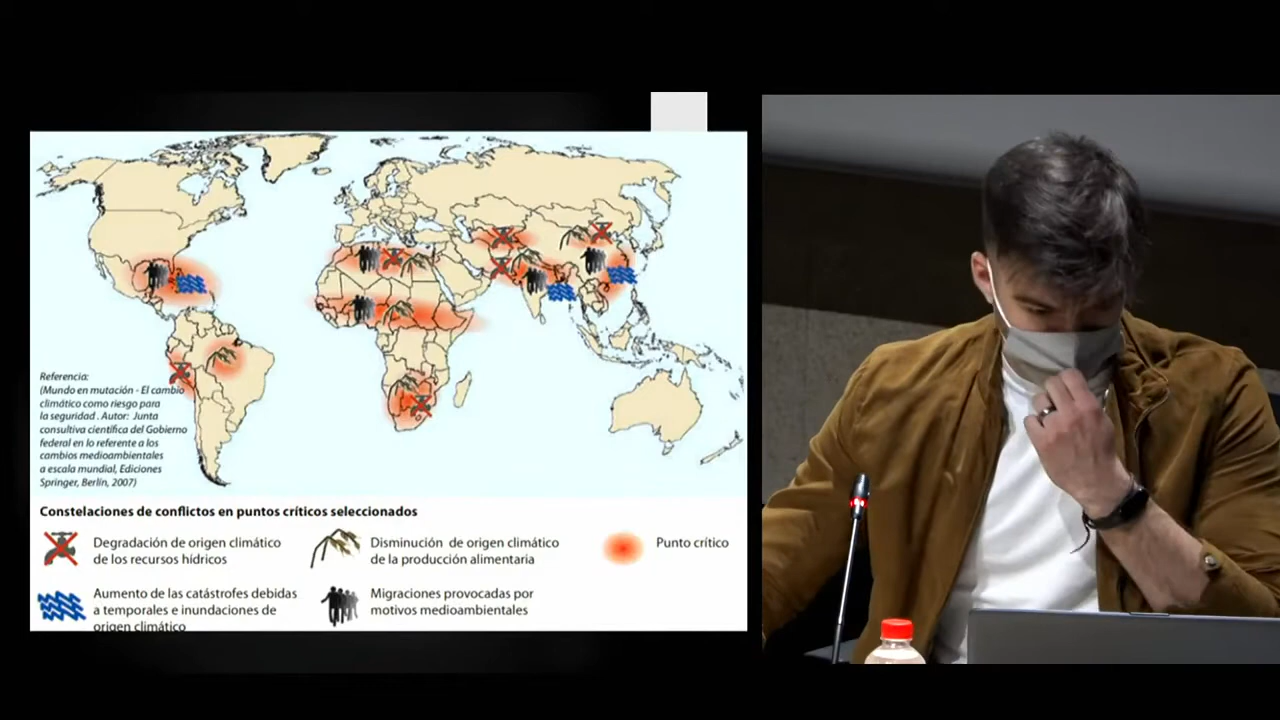 Referencia:
(Mundo en mutación - El cambio
climático como riesgo para
la seguridad . Autor: Junta
consultiva científica del Gobierno
federal en lo referente a los
cambios medioambientales
a escala mundial, Ediciones
Springer, Berlín, 2007)
Constelaciones de conflictos en puntos críticos seleccionados
Degradación de origen climático
de los recursos hídricos
Disminución de origen climático
de la producción alimentaria
Punto crítico
Aumento de las catástrofes debidas
a temporales e inundaciones de
origen climático
Migraciones provocadas por
motivos medioambientales